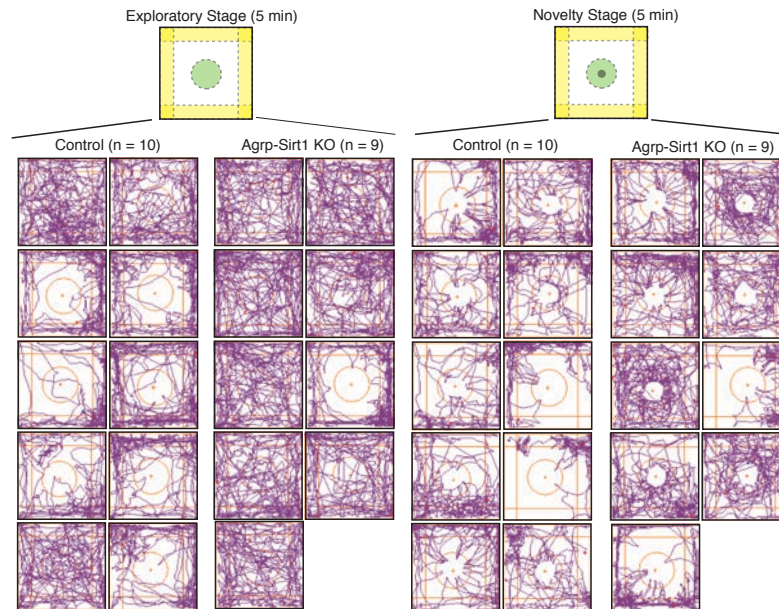 Exploratory Stage (5 min)
Novelty Stage (5 min)
Control (n = 10)
Agrp-Sirt1 KO (n = 9)
Control (n = 10)
Agrp-Sirt1 KO (n = 9)